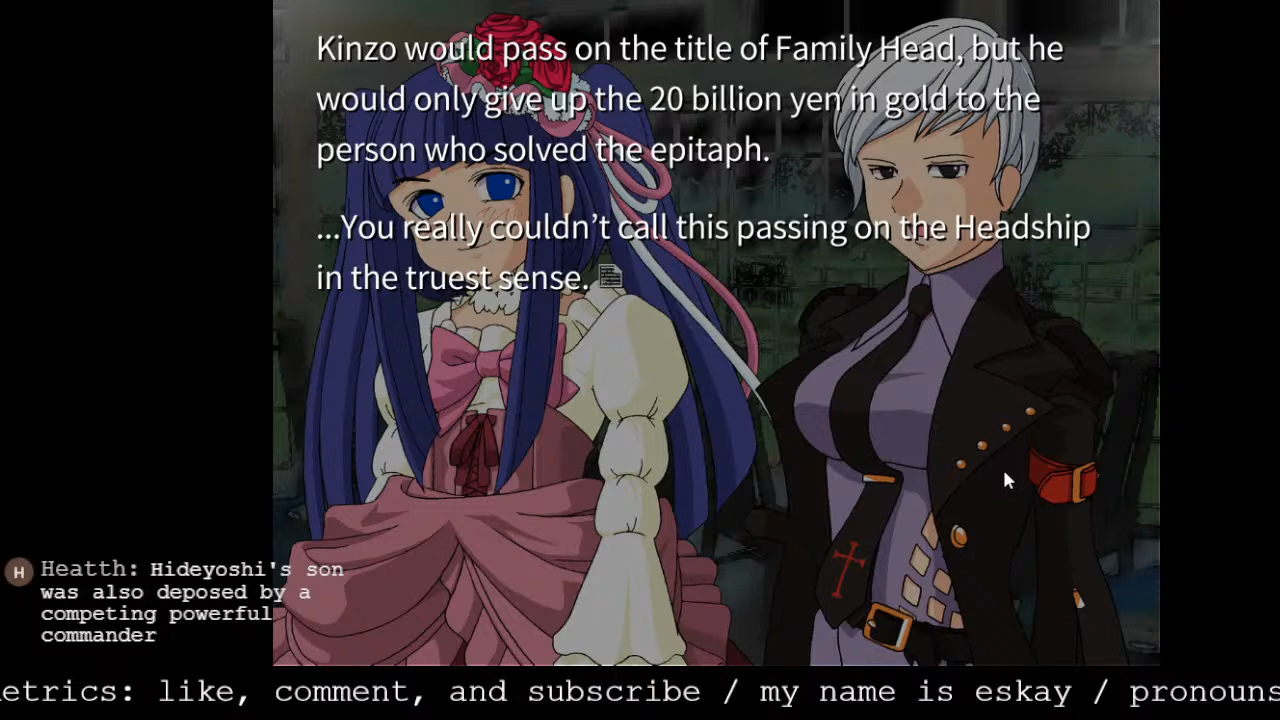 Kinzo would pass on the title of Family Head, but he
would only give up the 20 billion yen in gold to the
person who solved the epitaph.
...You really couldn’t call this passing on the Headship
in the truest sense.
H
Heatth: Hideyoshi's son
was also deposed by a
competing powerful
commander
etrics: like, comment, and subscribe / my name is eskay / pronouns